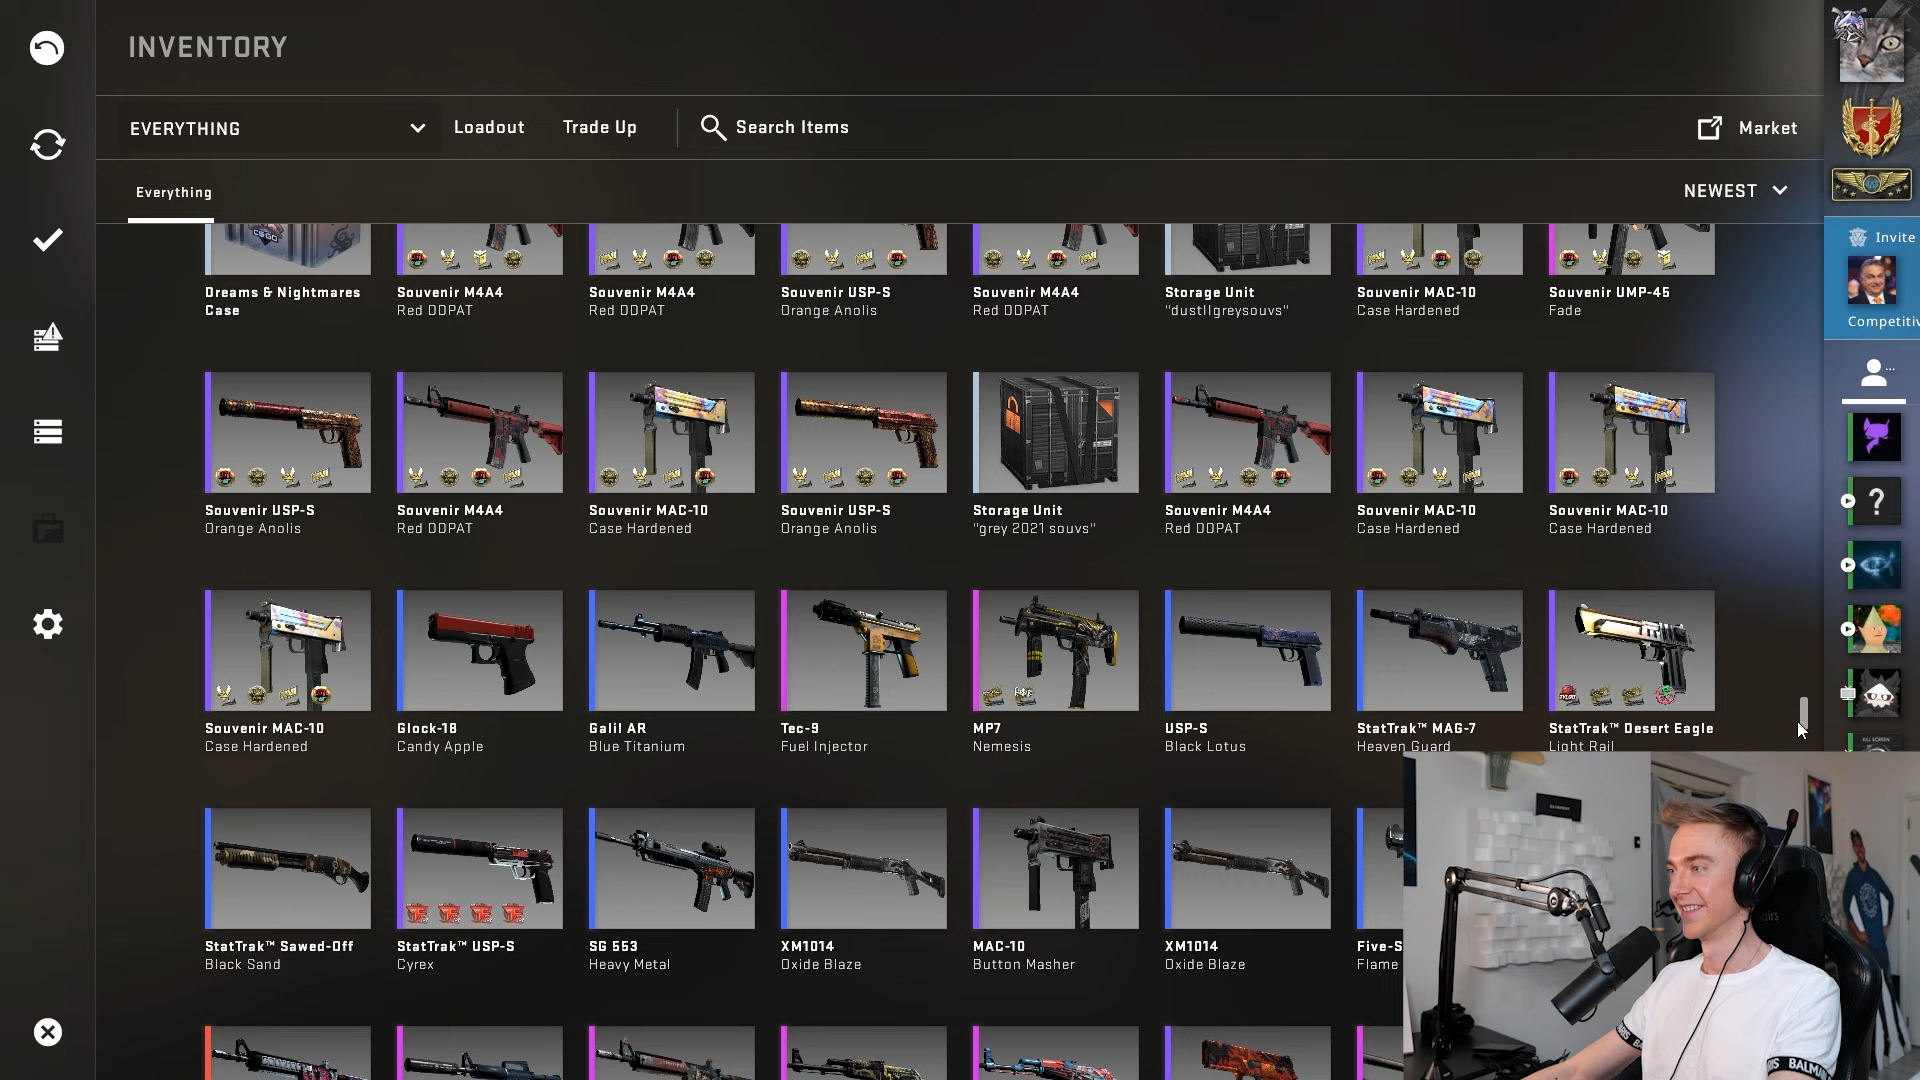 INVENTORY
EVERYTHING
Loadout
Trade Up
Search Items
Market
Everything
NEWEST
Invite
Competitiv
CSGO
Dreams & Nightmares
Case
Souvenir M4A4
Red DDPAT
Souvenir M4A4
Red DDPAT
Souvenir USP-S
Orange Anolis
Souvenir M4A4
Red DDPAT
Storage Unit
"dustIIgreysouvs"
Souvenir MAC-10
Case Hardened
Souvenir UMP-45
Fade
Souvenir USP-S
Orange Anolis
Souvenir M4A4
Red DDPAT
Souvenir MAC-10
Case Hardened
Souvenir USP-S
Orange Anolis
Storage Unit
"grey 2021 souvs"
Souvenir M4A4
Red DDPAT
Souvenir MAC-10
Case Hardened
Souvenir MAC-10
Case Hardened
?
Souvenir MAC-10
Case Hardened
Glock-18
Candy Apple
Galil AR
Blue Titanium
Tec-9
Fuel Injector
MP7
Nemesis
USP-S
Black Lotus
StatTrak™ MAG-7
Heaven Guard
StatTrak™ Desert Eagle
Light Rail
KILL SCREEN
StatTrak™ Sawed-Off
Black Sand
StatTrak™ USP-S
Cyrex
SG 553
Heavy Metal
XM1014
Oxide Blaze
MAC-10
Button Masher
XM1014
Oxide Blaze
Five-S
Flame
BALMA